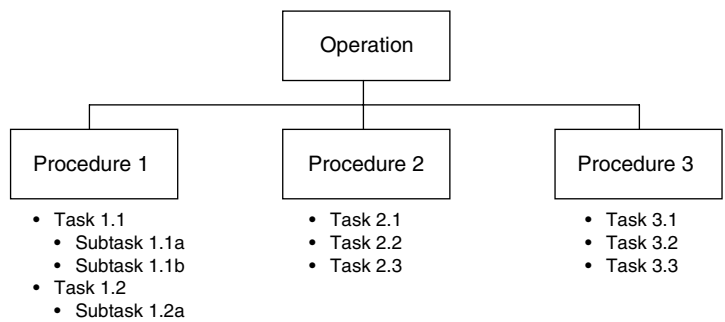 Operation
Procedure 1
Procedure 2
Procedure 3
• Task 1.1
• Subtask 1.1a
• Subtask 1.1b
• Task 1.2
• Subtask 1.2a
• Task 2.1
• Task 2.2
• Task 2.3
• Task 3.1
• Task 3.2
• Task 3.3